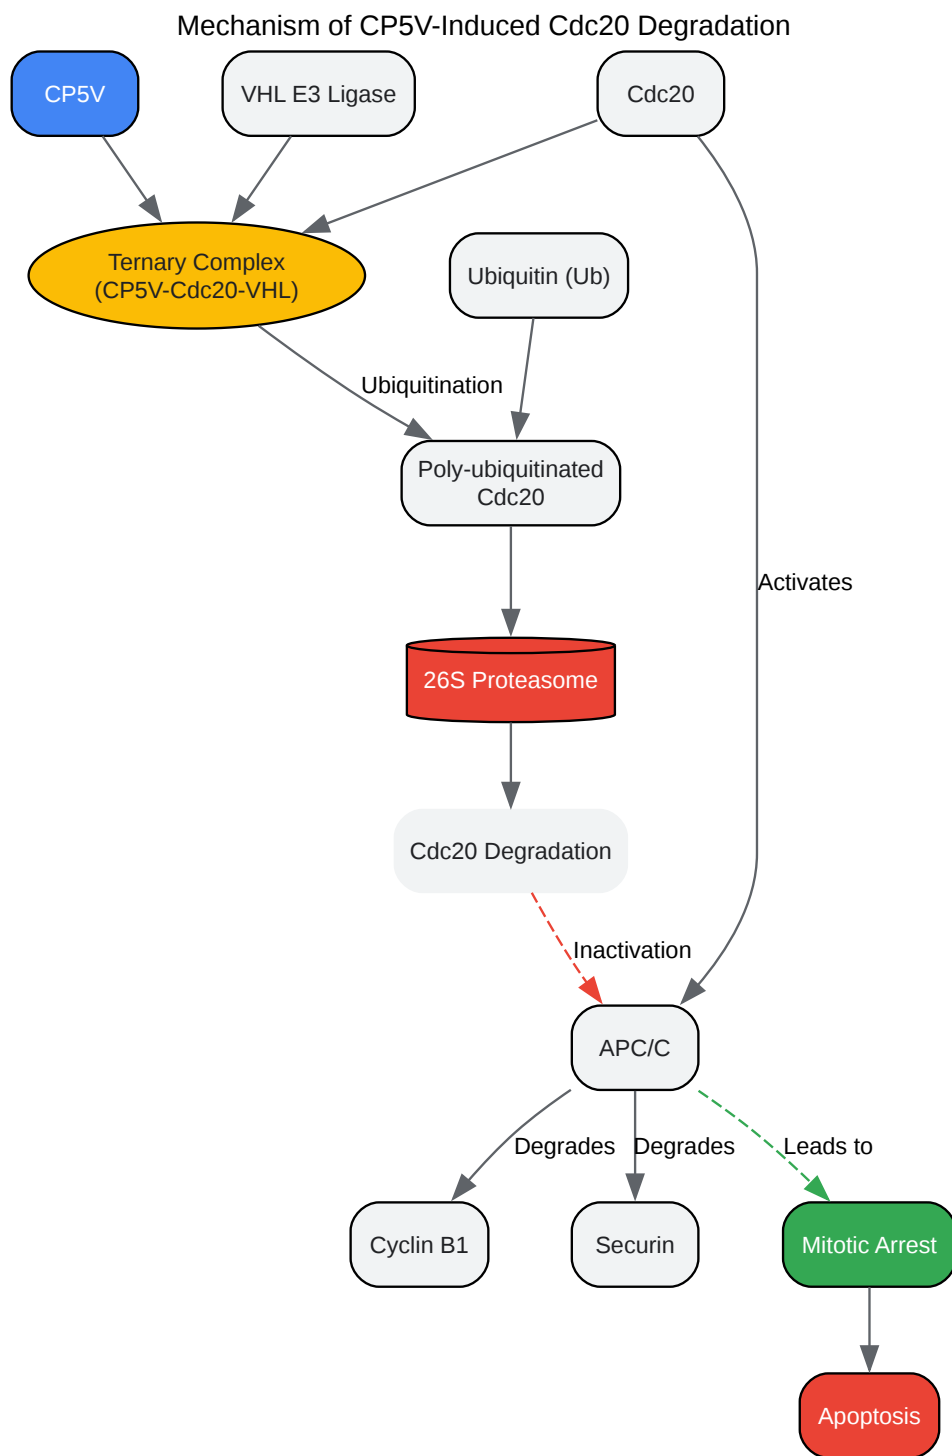 Mechanism of CP5V-Induced Cdc20 Degradation
CP5V
VHL E3 Ligase
Cdc20
Ternary Complex
(CP5V-Cdc20-VHL)
Ubiquitin (Ub)
Ubiquitination
Poly-ubiquitinated
Cdc20
Activates
26S Proteasome
Cdc20 Degradation
Inactivation
APC/C
Degrades
Degrades
Leads to
Cyclin B1
Securin
Mitotic Arrest
Apoptosis